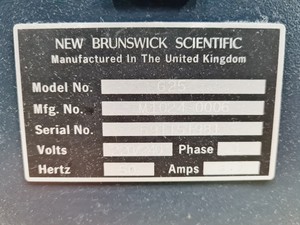 NEW BRUNSWICK SCIENTIFIC
Manufactured In The United Kingdom
Model No.
Mfg. No.
Serial No.
Volts Phase
Hertz Amps